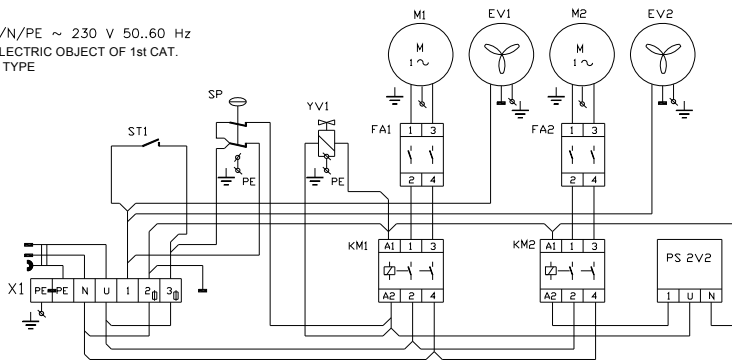 M1 EV1 M2 EV2
/N/PE ~ 230 V 50..60 Hz
LECTRIC OBJECT OF 1st CAT.
TYPE
M
1 ~
M
1 ~
SP
YV1
ST1
FA1 1 3
FA2 1 3
2 4
2 4
PE
PE
KM1 A1 1 3
KM2 A1 1 3
PS 2V2
X1 PE PE N U 1 2 3
A2 2 4
A2 2 4
1 U N